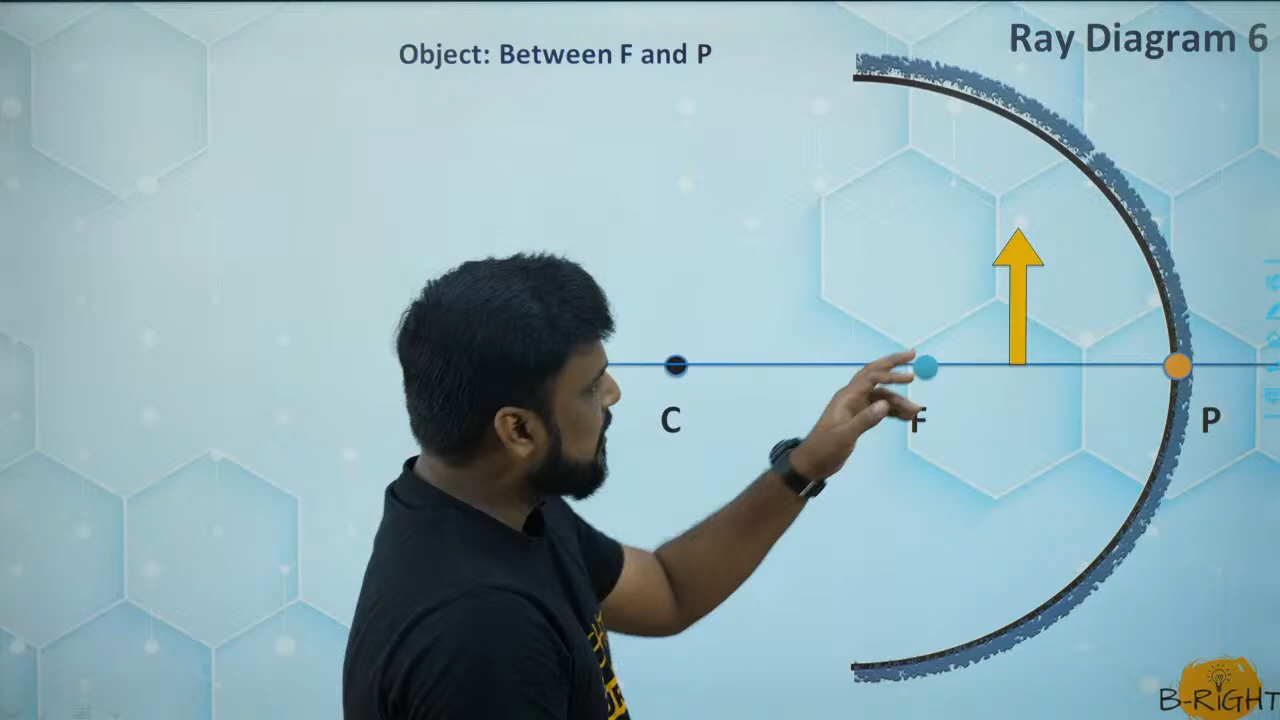 Ray Diagram 6
Object: Between F and P
C
F
P
B-RIGHT